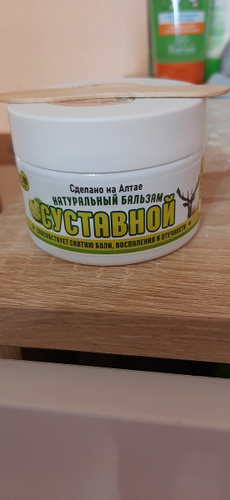 Сделано на Алтае
НАТУРАЛЬНЫЙ БАЛЬЗАМ
СУСТАВНОЙ
СПОСОБСТВУЕТ СНЯТИЮ БОЛИ, ВОСПАЛЕНИЯ И ОТЕЧНОСТИ